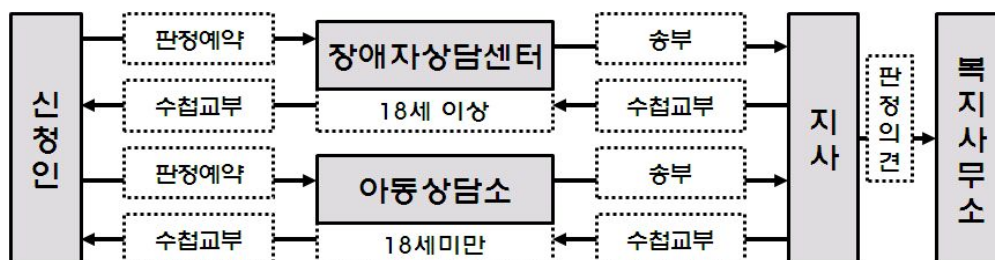 신청인
판정예약
장애자상담센터
송부
수첩교부
18세 이상
수첩교부
판정예약
아동상담소
송부
수첩교부
18세미만
수첩교부
지사
판정의견
복지사무소